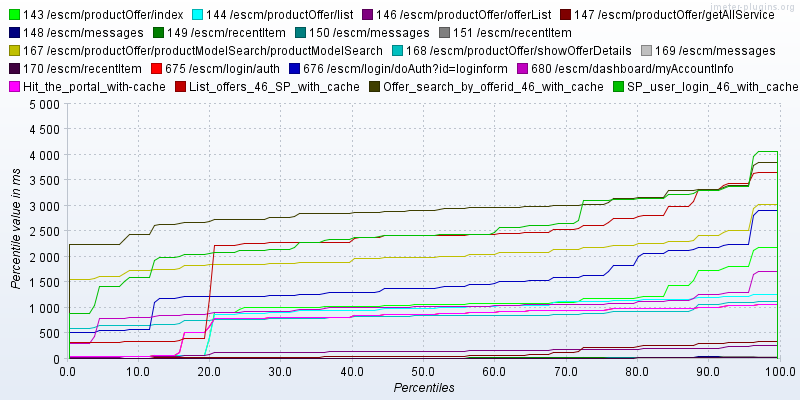 jmeter-plugins.org
143 /escm/productOffer/index 144 /escm/productOffer/list 146 /escm/productOffer/offerList 147 /escm/productOffer/getAllService
148 /escm/messages 149 /escm/recentItem 150 /escm/messages 151 /escm/recentItem
167 /escm/productOffer/productModelSearch/productModelSearch 168 /escm/productOffer/showOfferDetails 169 /escm/messages
170 /escm/recentItem 675 /escm/login/auth 676 /escm/login/doAuth?id=loginform 680 /escm/dashboard/myAccountInfo
Hit_the_portal_with-cache List_offers_46_SP_with_cache Offer_search_by_offerid_46_with_cache SP_user_login_46_with_cache
5 000
4 500
4 000
3 500
3 000
2 500
2 000
1 500
1 000
500
0
Percentile value in ms
0.0 10.0 20.0 30.0 40.0 50.0 60.0 70.0 80.0 90.0 100.0
Percentiles